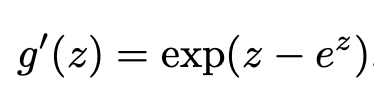 g′(z) = exp(z − e^z).